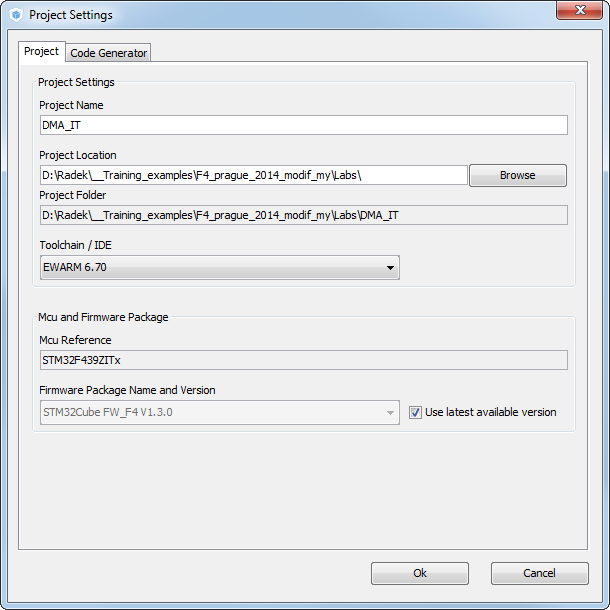 Project Settings
Project
Code Generator
Project Settings
Project Name
DMA_IT
Project Location
D:\Radek\__Training_examples\F4_prague_2014_modif_my\Labs\
Browse
Project Folder
D:\Radek\__Training_examples\F4_prague_2014_modif_my\Labs\DMA_IT
Toolchain / IDE
EWARM 6.70
Mcu and Firmware Package
Mcu Reference
STM32F439ZITx
Firmware Package Name and Version
STM32Cube FW_F4 V1.3.0
Use latest available version
Ok
Cancel